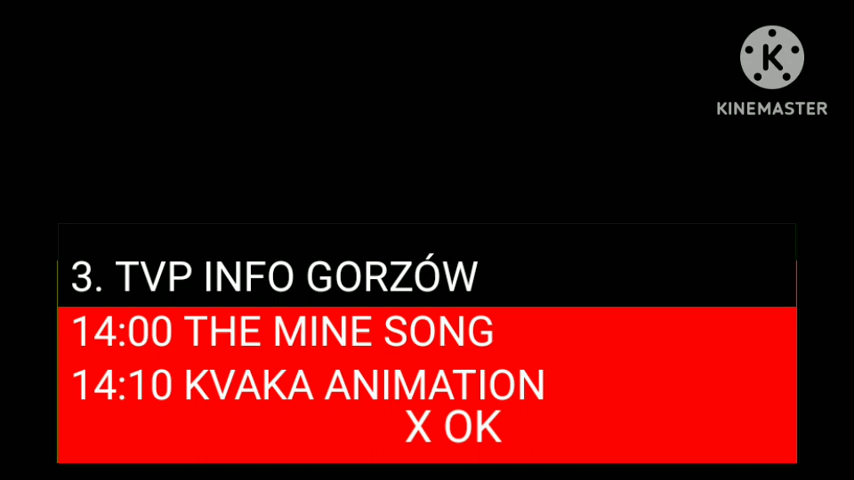 K
KINEMASTER
3. TVP INFO GORZÓW
14:00 THE MINE SONG
14:10 KVAKA ANIMATION
X OK